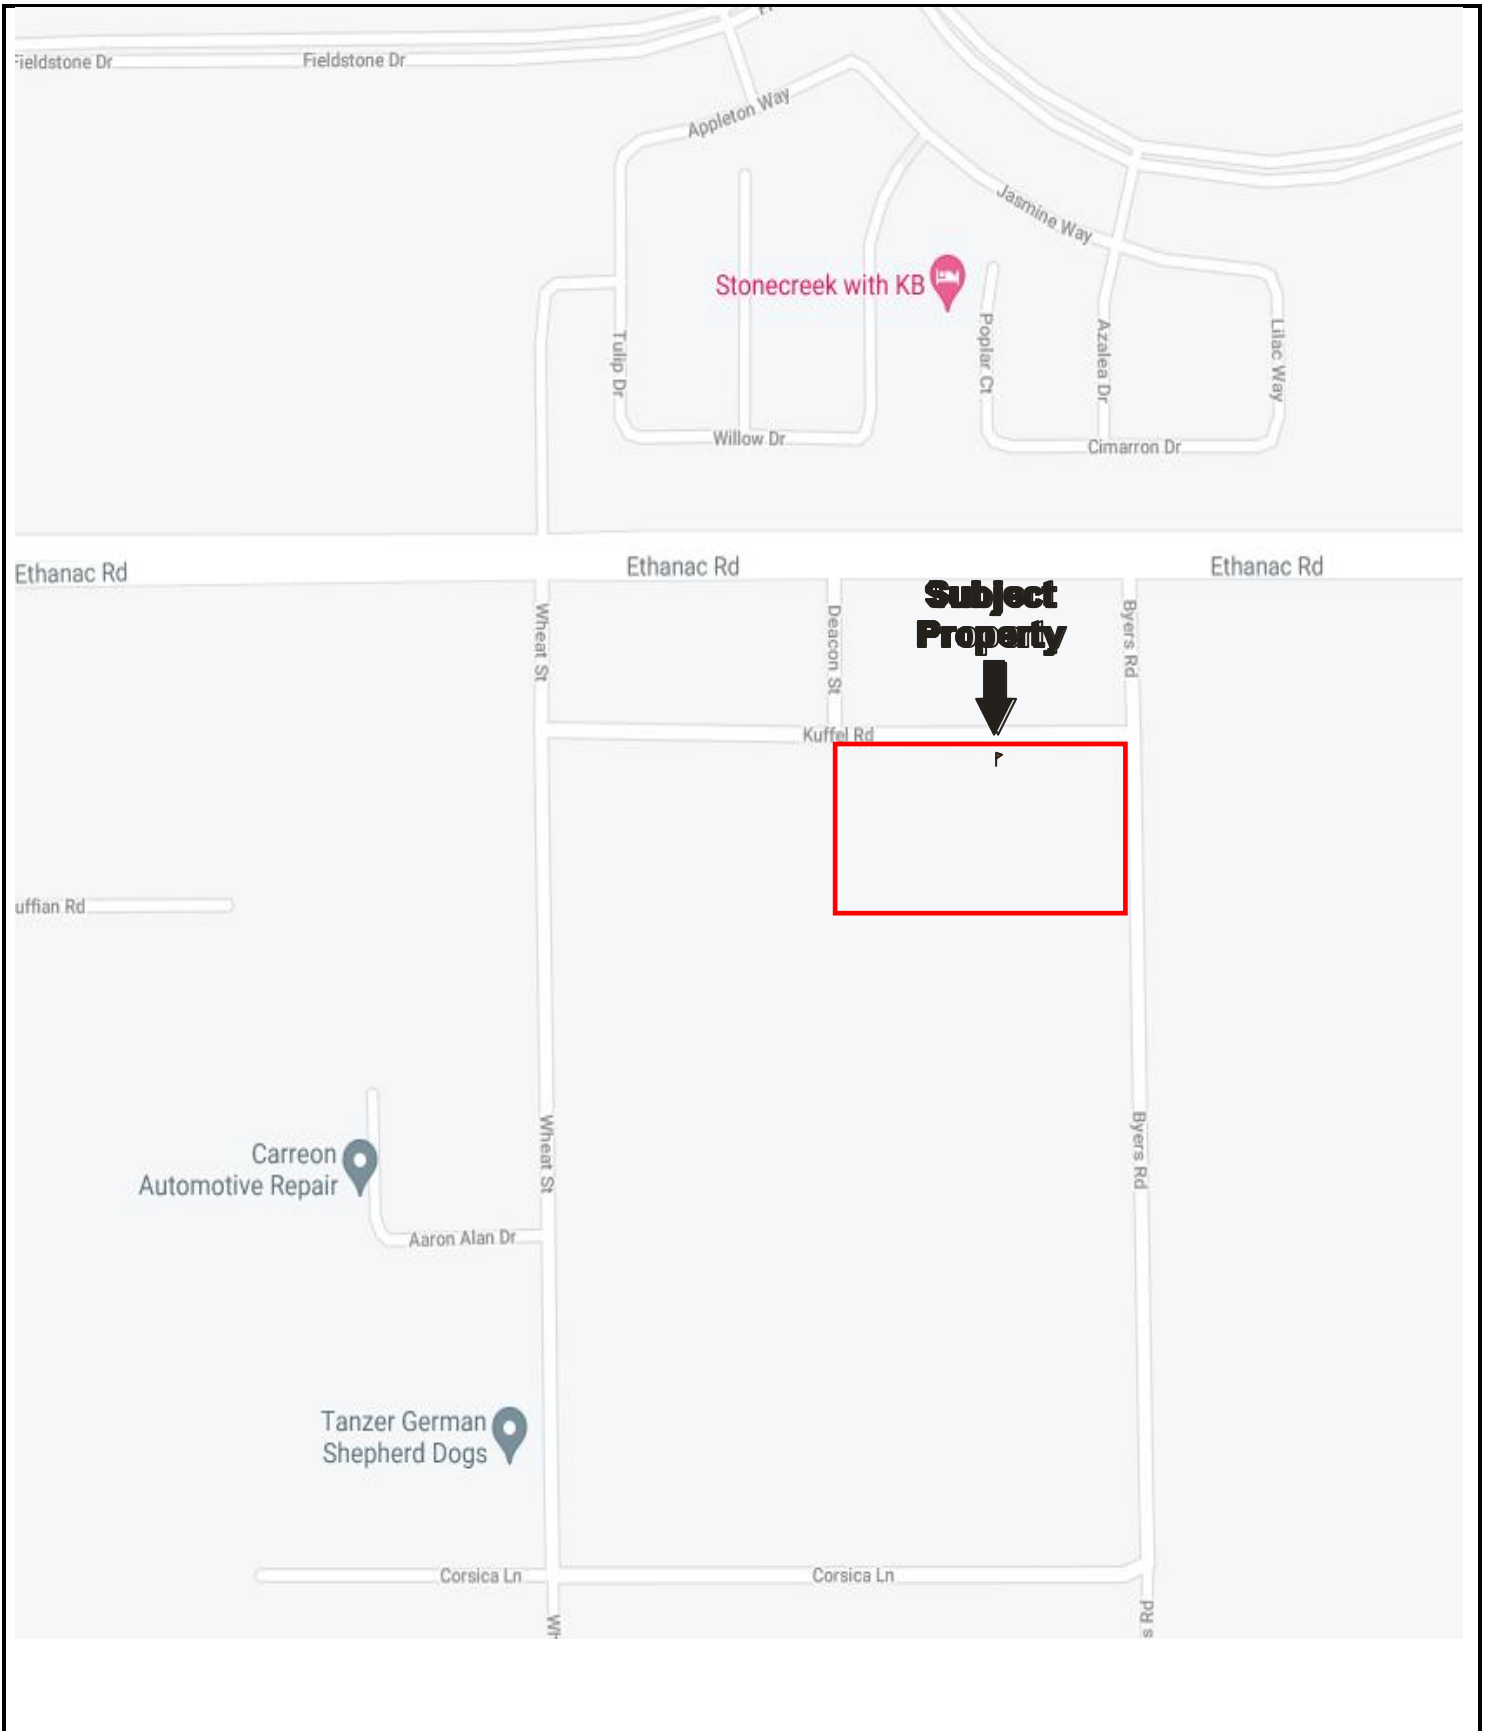 Fieldstone Dr
Fieldstone Dr
Appleton Way
Jasmine Way
Stonecreek with KB
Tulip Dr
Poplar Ct
Azalea Dr
Lilac Way
Willow Dr
Cimarron Dr
Ethanac Rd
Ethanac Rd
Ethanac Rd
Subject
Property
Wheat St
Deacon St
Byers Rd
Kuffel Rd
uffian Rd
Wheat St
Byers Rd
Carreon
Automotive Repair
Aaron Alan Dr
Tanzer German
Shepherd Dogs
Corsica Ln
Corsica Ln
Wh
s Rd